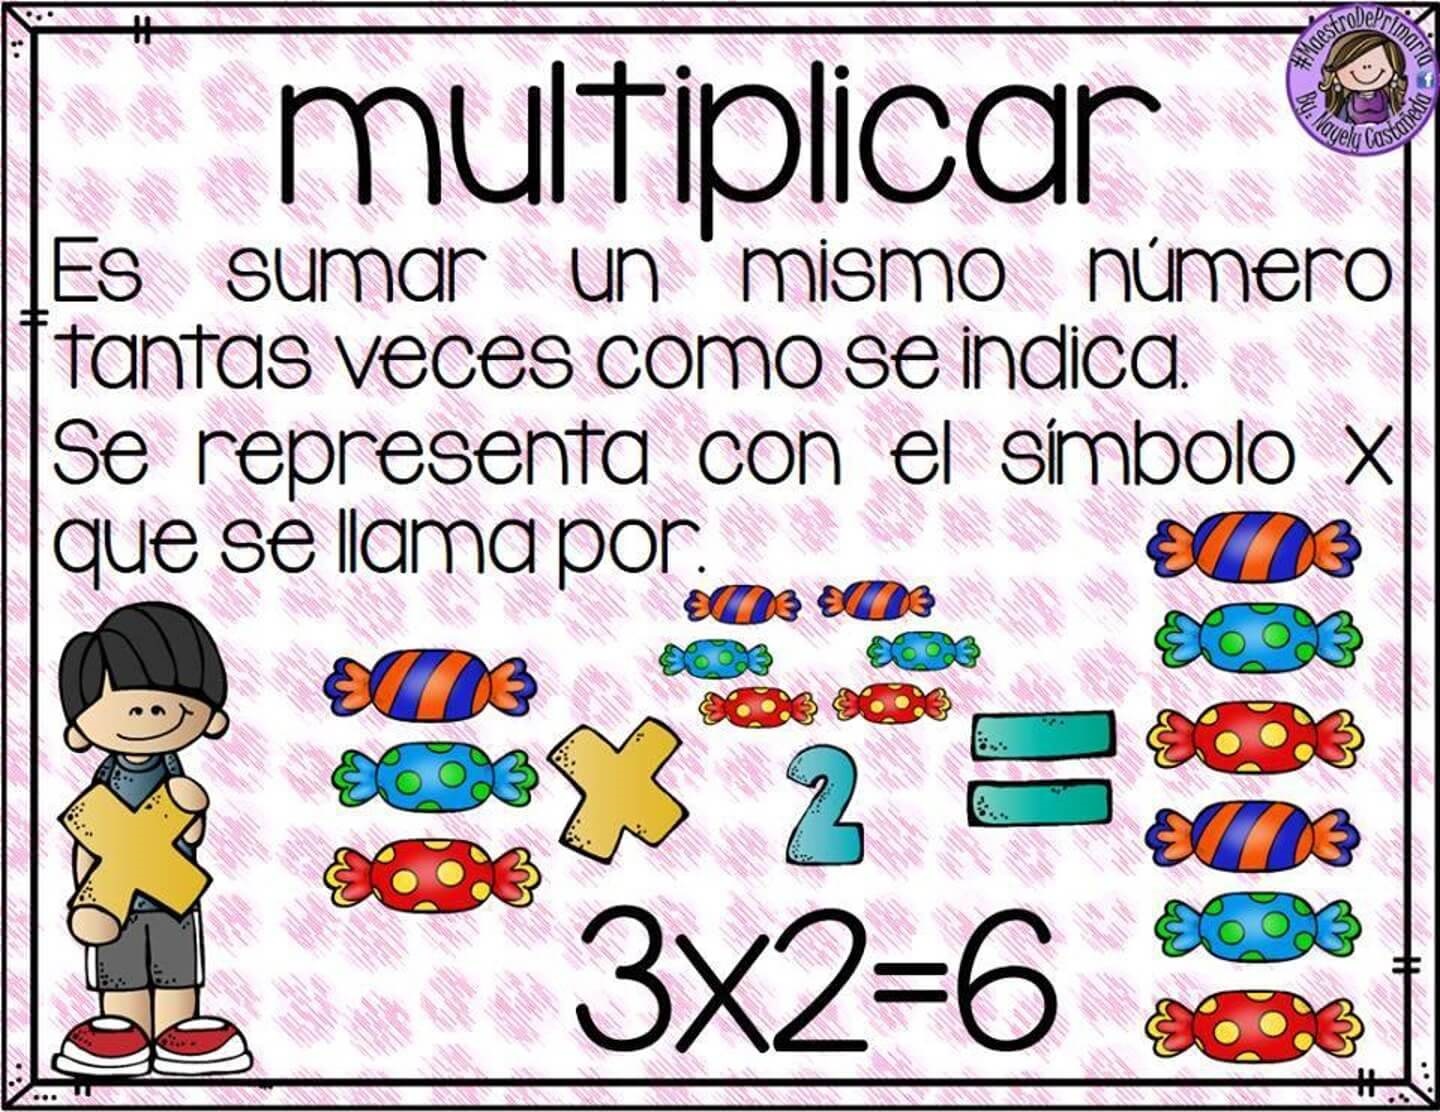 #MaestroDePrimaria
By: Nayely Castañeda
multiplicar
Es sumar un mismo número
tantas veces como se indica.
Se representa con el símbolo x
que se llama por.
x
x 2 =
3x2=6